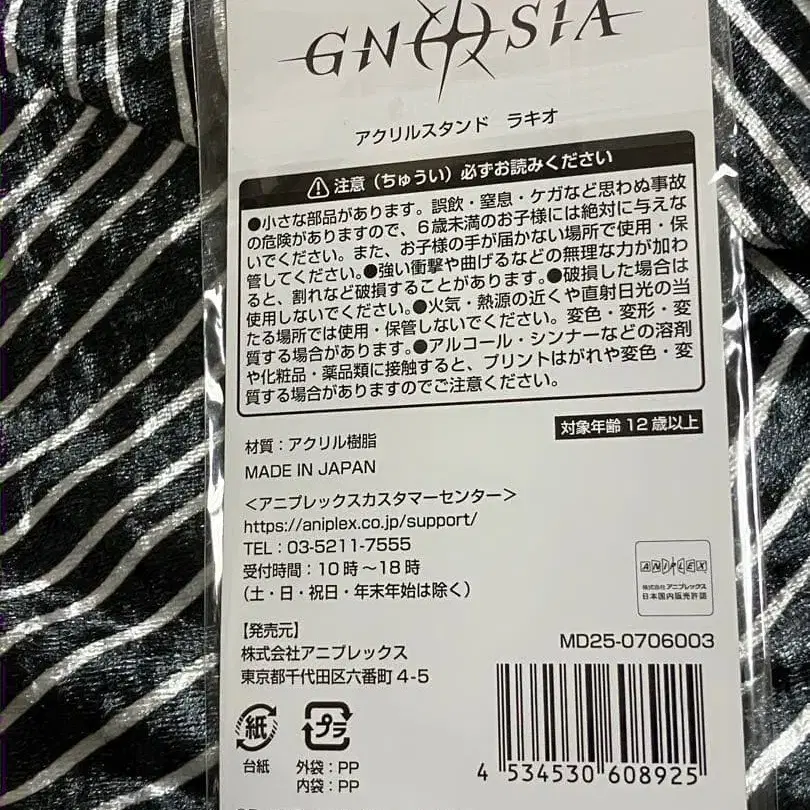 GNOSIA
アクリルスタンド ラキオ
⚠注意(ちゅうい)必ずお読みください
●小さな部品があります。誤飲・窒息・ケガなど思わぬ事故
の危険がありますので、6歳未満のお子様には絶対に与えな
いでください。また、お子様の手が届かない場所で使用・保
管してください。●強い衝撃や曲げるなどの無理な力が加わ
ると、割れなど破損することがあります。●破損した場合は
使用しないでください。●火気・熱源の近くや直射日光の当
たる場所では使用・保管しないでください。変色・変形・変
質する場合があります。●アルコール・シンナーなどの溶剤
や化粧品・薬品類に接触すると、プリントはがれや変色・変
質する場合がありますのでご注意ください。
対象年齢12歳以上
材質:アクリル樹脂
MADE IN JAPAN
<アニプレックスカスタマーセンター>
https://aniplex.co.jp/support/
TEL:03-5211-7555
受付時間:10時~18時
(土・日・祝日・年末年始は除く)
ANIPLEX
株式会社アニプレックス
日本国内販売許諾
【発売元】
株式会社アニプレックス
東京都千代田区六番町4-5
MD25-0706003
紙
台紙
プラ
外袋:PP
内袋:PP
4 534530 608925